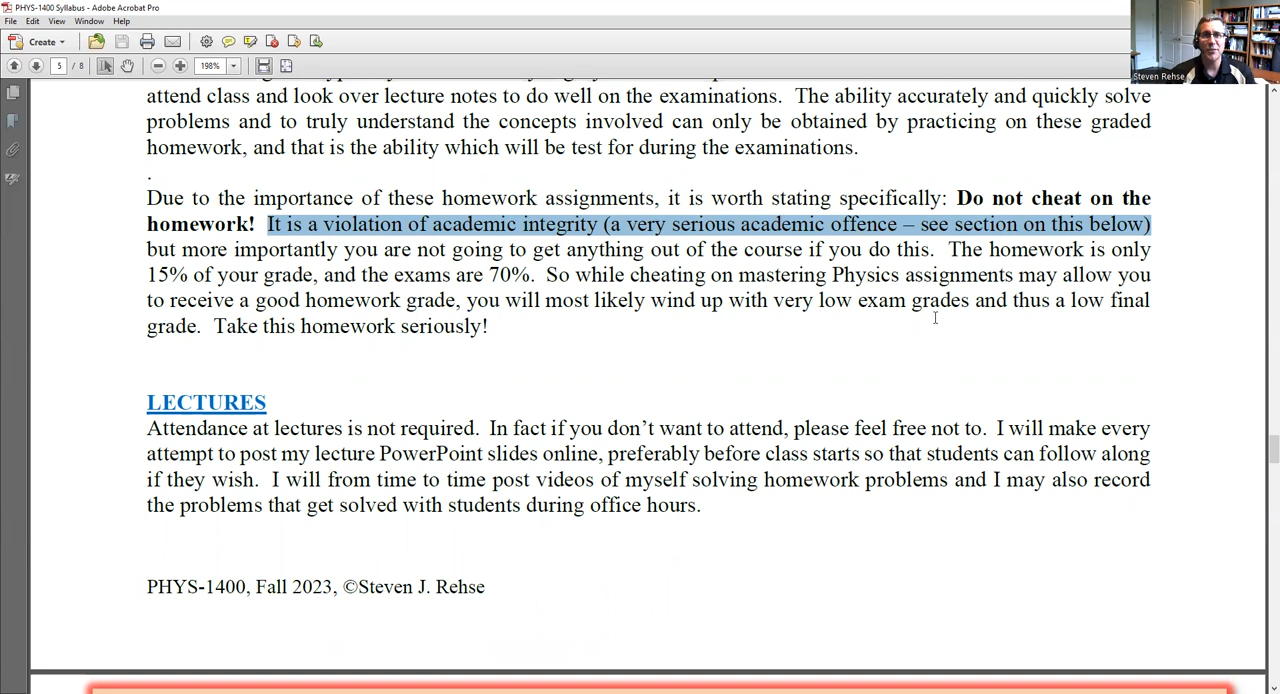 PHYS-1400 Syllabus - Adobe Acrobat Pro
File Edit View Window Help
Create
5 / 8 198%
Steven Rehse
attend class and look over lecture notes to do well on the examinations. The ability accurately and quickly solve
problems and to truly understand the concepts involved can only be obtained by practicing on these graded
homework, and that is the ability which will be test for during the examinations.
.
Due to the importance of these homework assignments, it is worth stating specifically: Do not cheat on the
homework! It is a violation of academic integrity (a very serious academic offence – see section on this below)
but more importantly you are not going to get anything out of the course if you do this. The homework is only
15% of your grade, and the exams are 70%. So while cheating on mastering Physics assignments may allow you
to receive a good homework grade, you will most likely wind up with very low exam grades and thus a low final
grade. Take this homework seriously!
LECTURES
Attendance at lectures is not required. In fact if you don't want to attend, please feel free not to. I will make every
attempt to post my lecture PowerPoint slides online, preferably before class starts so that students can follow along
if they wish. I will from time to time post videos of myself solving homework problems and I may also record
the problems that get solved with students during office hours.
PHYS-1400, Fall 2023, ©Steven J. Rehse